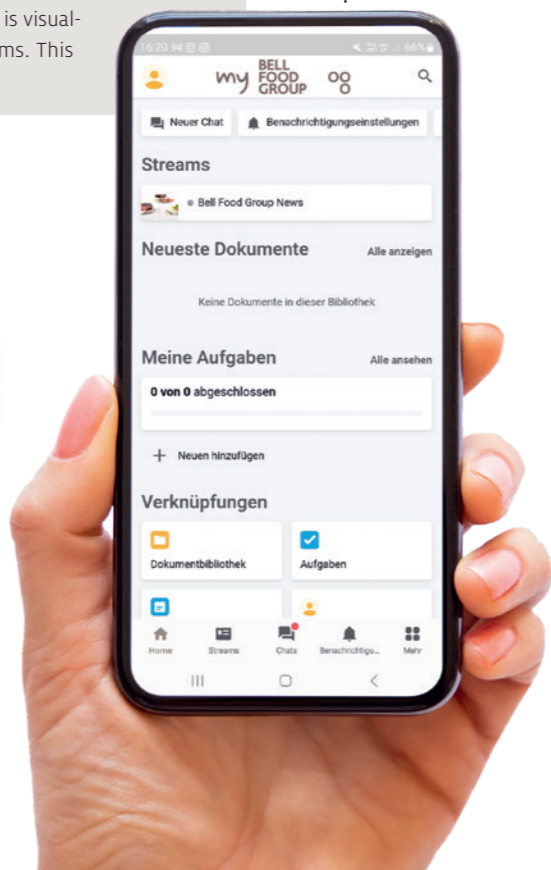 is visual-
ms. This
16:20
66%
my BELL FOOD GROUP
Neuer Chat
Benachrichtigungseinstellungen
Streams
Bell Food Group News
Neueste Dokumente
Alle anzeigen
Keine Dokumente in dieser Bibliothek
Meine Aufgaben
Alle ansehen
0 von 0 abgeschlossen
+ Neuen hinzufügen
Verknüpfungen
Dokumentbibliothek
Aufgaben
Home
Streams
Chats
Benachrichtigu...
Mehr